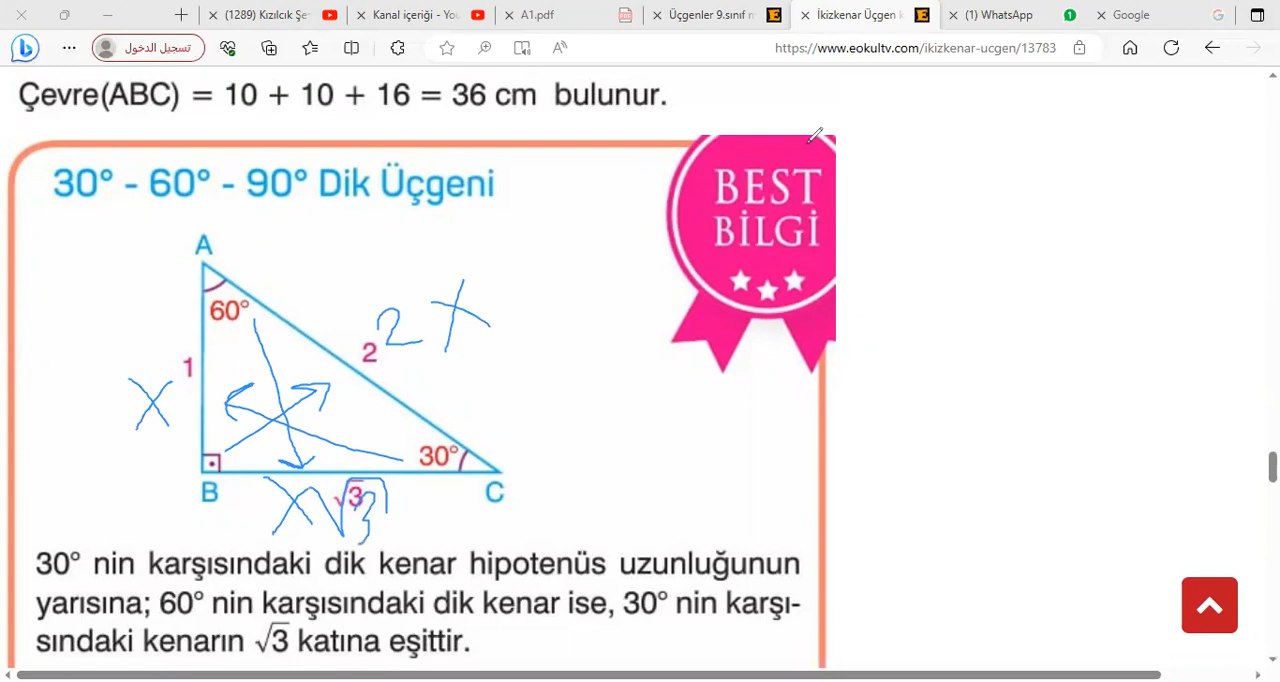 (1289) Kızılcık Şer
Kanal içeriği - You
A1.pdf
Üçgenler 9.sınıf m
İkizkenar Üçgen k
(1) WhatsApp
1
Google
تسجيل الدخول
https://www.eokultv.com/ikizkenar-ucgen/13783
Çevre(ABC) = 10 + 10 + 16 = 36 cm bulunur.
30° - 60° - 90° Dik Üçgeni
BEST
BİLGİ
A
60°
1
2
2 X
X
30°
B
√3
X√3
C
30° nin karşısındaki dik kenar hipotenüs uzunluğunun
yarısına; 60° nin karşısındaki dik kenar ise, 30° nin karşı-
sındaki kenarın √3 katına eşittir.